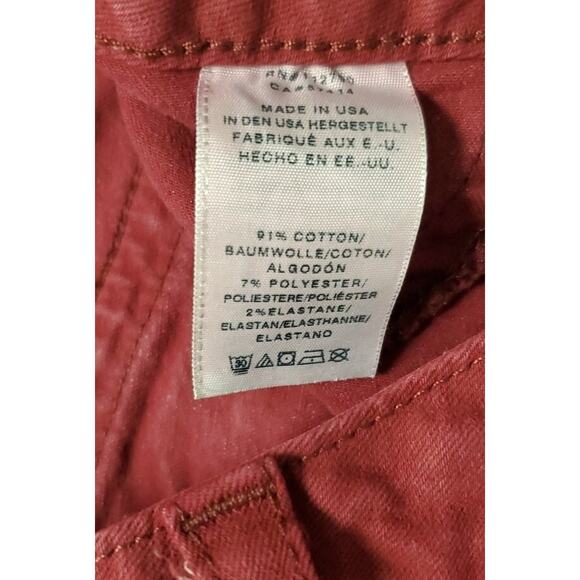 MADE IN USA
IN DEN USA HERGESTELLT
FABRIQUÉ AUX É.-U.
HECHO EN EE.-UU.
91% COTTON/
BAUMWOLLE/COTON/
ALGODÓN
7% POLYESTER/
POLIESTERE/POLIÉSTER
2% ELASTANE/
ELASTAN/ELASTHANNE/
ELASTANO
30